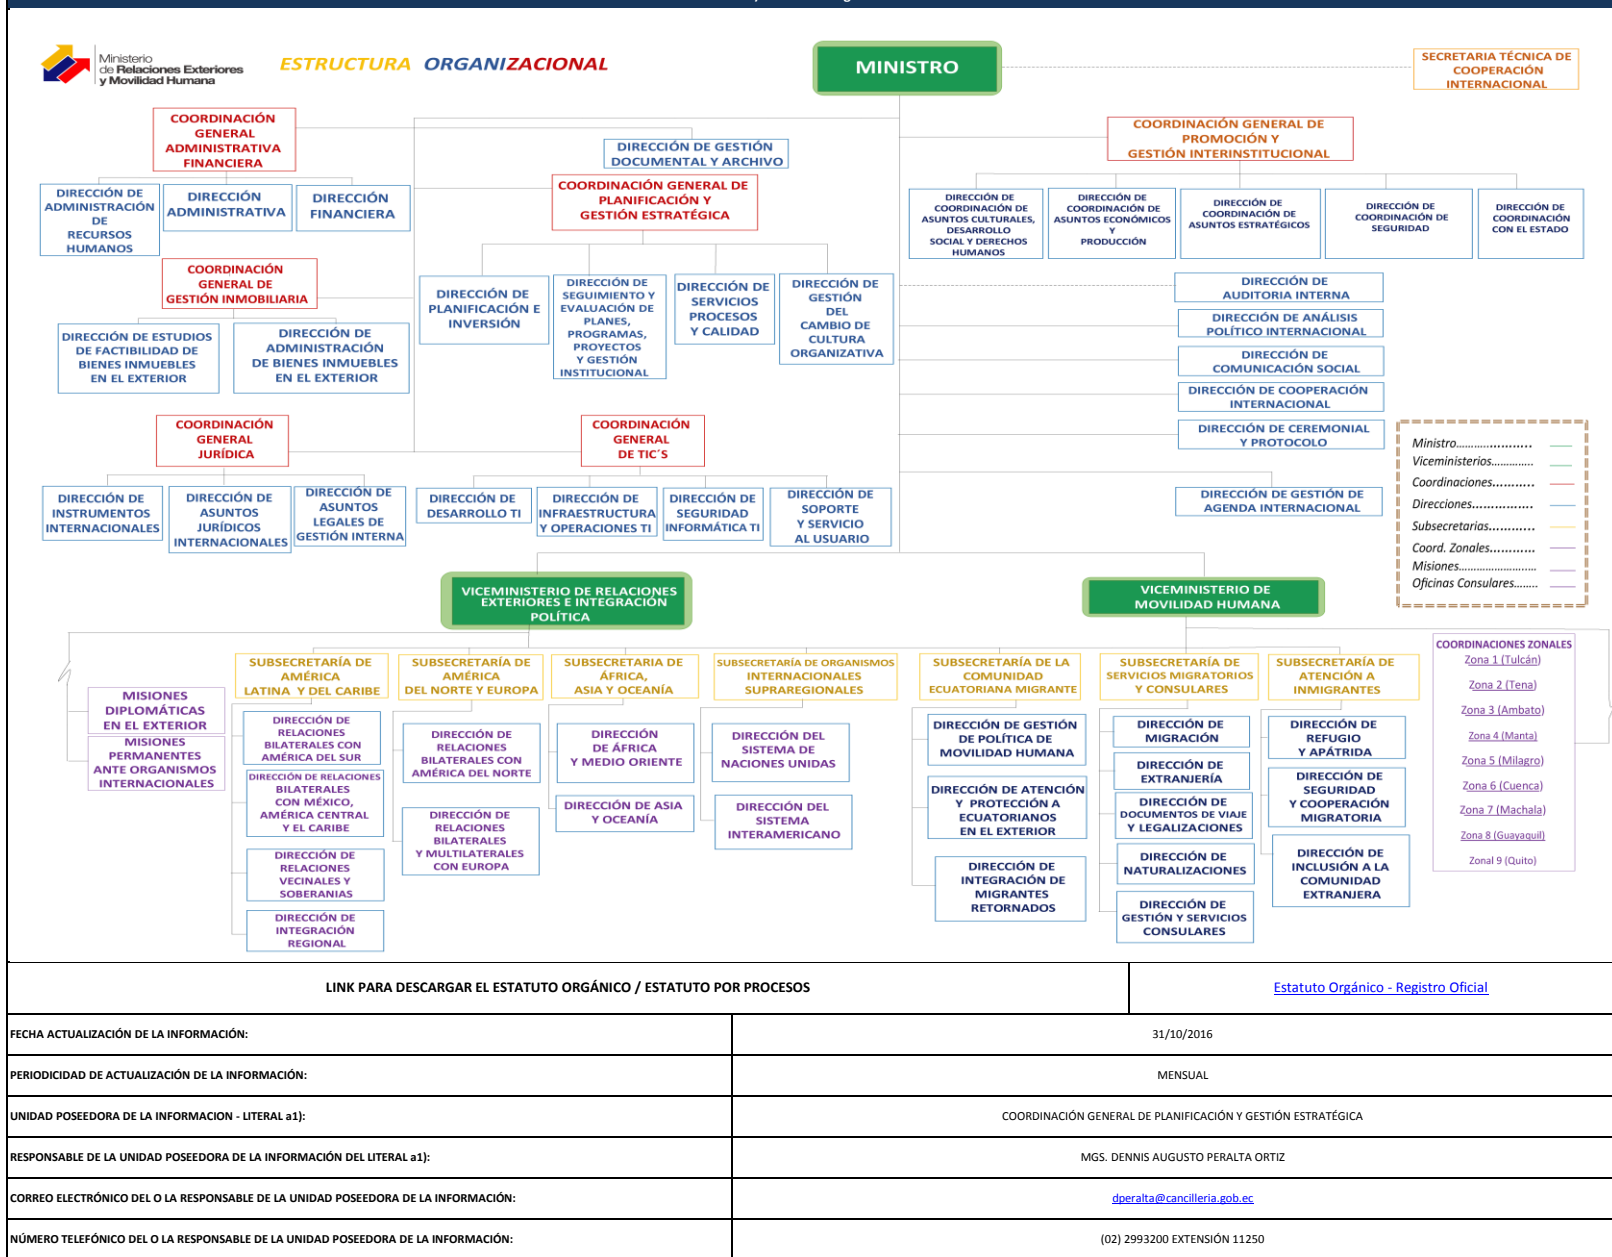 Ministerio
de Relaciones Exteriores
y Movilidad Humana
ESTRUCTURA ORGANIZACIONAL
MINISTRO
SECRETARIA TÉCNICA DE
COOPERACIÓN
INTERNACIONAL
COORDINACIÓN
GENERAL
ADMINISTRATIVA
FINANCIERA
DIRECCIÓN DE GESTIÓN
DOCUMENTAL Y ARCHIVO
COORDINACIÓN GENERAL DE
PROMOCIÓN Y
GESTIÓN INTERINSTITUCIONAL
DIRECCIÓN DE
ADMINISTRACIÓN
DE
RECURSOS
HUMANOS
DIRECCIÓN
ADMINISTRATIVA
DIRECCIÓN
FINANCIERA
COORDINACIÓN GENERAL DE
PLANIFICACIÓN Y
GESTIÓN ESTRATÉGICA
DIRECCIÓN DE
COORDINACIÓN DE
ASUNTOS CULTURALES,
DESARROLLO
SOCIAL Y DERECHOS
HUMANOS
DIRECCIÓN DE
COORDINACIÓN DE
ASUNTOS ECONÓMICOS
Y
PRODUCCIÓN
DIRECCIÓN DE
COORDINACIÓN DE
ASUNTOS ESTRATÉGICOS
DIRECCIÓN DE
COORDINACIÓN DE
SEGURIDAD
DIRECCIÓN DE
COORDINACIÓN
CON EL ESTADO
COORDINACIÓN
GENERAL DE
GESTIÓN INMOBILIARIA
DIRECCIÓN DE
PLANIFICACIÓN E
INVERSIÓN
DIRECCIÓN DE
SEGUIMIENTO Y
EVALUACIÓN DE
PLANES,
PROGRAMAS,
PROYECTOS
Y GESTIÓN
INSTITUCIONAL
DIRECCIÓN DE
SERVICIOS
PROCESOS
Y CALIDAD
DIRECCIÓN DE
GESTIÓN
DEL
CAMBIO DE
CULTURA
ORGANIZATIVA
DIRECCIÓN DE ESTUDIOS
DE FACTIBILIDAD DE
BIENES INMUEBLES
EN EL EXTERIOR
DIRECCIÓN DE
ADMINISTRACIÓN
DE BIENES INMUEBLES
EN EL EXTERIOR
DIRECCIÓN DE
AUDITORIA INTERNA
DIRECCIÓN DE ANÁLISIS
POLÍTICO INTERNACIONAL
DIRECCIÓN DE
COMUNICACIÓN SOCIAL
DIRECCIÓN DE COOPERACIÓN
INTERNACIONAL
DIRECCIÓN DE CEREMONIAL
Y PROTOCOLO
DIRECCIÓN DE GESTIÓN DE
AGENDA INTERNACIONAL
COORDINACIÓN
GENERAL
JURÍDICA
COORDINACIÓN
GENERAL
DE TIC´S
DIRECCIÓN DE
INSTRUMENTOS
INTERNACIONALES
DIRECCIÓN DE
ASUNTOS
JURÍDICOS
INTERNACIONALES
DIRECCIÓN DE
ASUNTOS
LEGALES DE
GESTIÓN INTERNA
DIRECCIÓN DE
DESARROLLO TI
DIRECCIÓN DE
INFRAESTRUCTURA
Y OPERACIONES TI
DIRECCIÓN DE
SEGURIDAD
INFORMÁTICA TI
DIRECCIÓN DE
SOPORTE
Y SERVICIO
AL USUARIO
Ministro......................
Viceministerios..............
Coordinaciones...........
Direcciones.................
Subsecretarias............
Coord. Zonales............
Misiones........................
Oficinas Consulares........
VICEMINISTERIO DE RELACIONES
EXTERIORES E INTEGRACIÓN
POLÍTICA
VICEMINISTERIO DE
MOVILIDAD HUMANA
MISIONES
DIPLOMÁTICAS
EN EL EXTERIOR
MISIONES
PERMANENTES
ANTE ORGANISMOS
INTERNACIONALES
SUBSECRETARÍA DE
AMÉRICA
LATINA Y DEL CARIBE
SUBSECRETARÍA DE
AMÉRICA
DEL NORTE Y EUROPA
SUBSECRETARIA DE
ÁFRICA,
ASIA Y OCEANÍA
SUBSECRETARÍA DE ORGANISMOS
INTERNACIONALES
SUPRAREGIONALES
SUBSECRETARÍA DE LA
COMUNIDAD
ECUATORIANA MIGRANTE
SUBSECRETARÍA DE
SERVICIOS MIGRATORIOS
Y CONSULARES
SUBSECRETARÍA DE
ATENCIÓN A
INMIGRANTES
DIRECCIÓN DE
RELACIONES
BILATERALES CON
AMÉRICA DEL SUR
DIRECCIÓN DE RELACIONES
BILATERALES
CON MÉXICO,
AMÉRICA CENTRAL
Y EL CARIBE
DIRECCIÓN DE
RELACIONES
VECINALES Y
SOBERANIAS
DIRECCIÓN DE
INTEGRACIÓN
REGIONAL
DIRECCIÓN DE
RELACIONES
BILATERALES CON
AMÉRICA DEL NORTE
DIRECCIÓN DE
RELACIONES
BILATERALES
Y MULTILATERALES
CON EUROPA
DIRECCIÓN
DE ÁFRICA
Y MEDIO ORIENTE
DIRECCIÓN DE ASIA
Y OCEANÍA
DIRECCIÓN DEL
SISTEMA DE
NACIONES UNIDAS
DIRECCIÓN DEL
SISTEMA
INTERAMERICANO
DIRECCIÓN DE GESTIÓN
DE POLÍTICA DE
MOVILIDAD HUMANA
DIRECCIÓN DE ATENCIÓN
Y PROTECCIÓN A
ECUATORIANOS
EN EL EXTERIOR
DIRECCIÓN DE
INTEGRACIÓN DE
MIGRANTES
RETORNADOS
DIRECCIÓN DE
MIGRACIÓN
DIRECCIÓN DE
EXTRANJERÍA
DIRECCIÓN DE
DOCUMENTOS DE VIAJE
Y LEGALIZACIONES
DIRECCIÓN DE
NATURALIZACIONES
DIRECCIÓN DE
GESTIÓN Y SERVICIOS
CONSULARES
DIRECCIÓN DE
REFUGIO
Y APÁTRIDA
DIRECCIÓN DE
SEGURIDAD
Y COOPERACIÓN
MIGRATORIA
DIRECCIÓN DE
INCLUSIÓN A LA
COMUNIDAD
EXTRANJERA
COORDINACIONES ZONALES
Zona 1 (Tulcán)
Zona 2 (Tena)
Zona 3 (Ambato)
Zona 4 (Manta)
Zona 5 (Milagro)
Zona 6 (Cuenca)
Zona 7 (Machala)
Zona 8 (Guayaquil)
Zonal 9 (Quito)
LINK PARA DESCARGAR EL ESTATUTO ORGÁNICO / ESTATUTO POR PROCESOS
Estatuto Orgánico - Registro Oficial
FECHA ACTUALIZACIÓN DE LA INFORMACIÓN:
31/10/2016
PERIODICIDAD DE ACTUALIZACIÓN DE LA INFORMACIÓN:
MENSUAL
UNIDAD POSEEDORA DE LA INFORMACION - LITERAL a1):
COORDINACIÓN GENERAL DE PLANIFICACIÓN Y GESTIÓN ESTRATÉGICA
RESPONSABLE DE LA UNIDAD POSEEDORA DE LA INFORMACIÓN DEL LITERAL a1):
MGS. DENNIS AUGUSTO PERALTA ORTIZ
CORREO ELECTRÓNICO DEL O LA RESPONSABLE DE LA UNIDAD POSEEDORA DE LA INFORMACIÓN:
dperalta@cancilleria.gob.ec
NÚMERO TELEFÓNICO DEL O LA RESPONSABLE DE LA UNIDAD POSEEDORA DE LA INFORMACIÓN:
(02) 2993200 EXTENSIÓN 11250